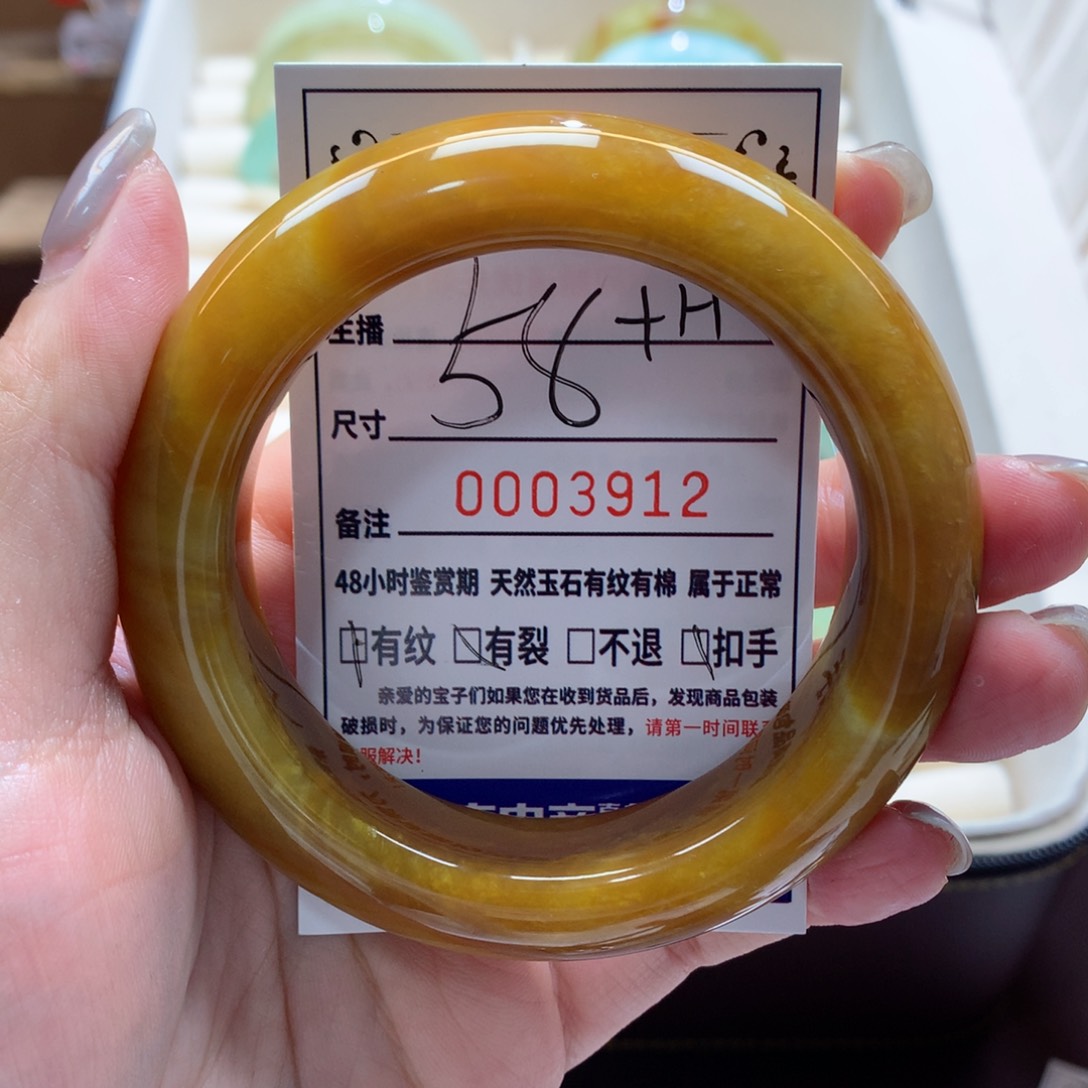 主播
58+H
尺寸
0003912
备注
48小时鉴赏期 天然玉石有纹有棉 属于正常
有纹 有裂 不退 扣手
亲爱的宝子们如果您在收到货品后，发现商品包装
破损时，为保证您的问题优先处理，请第一时间联
服解决！